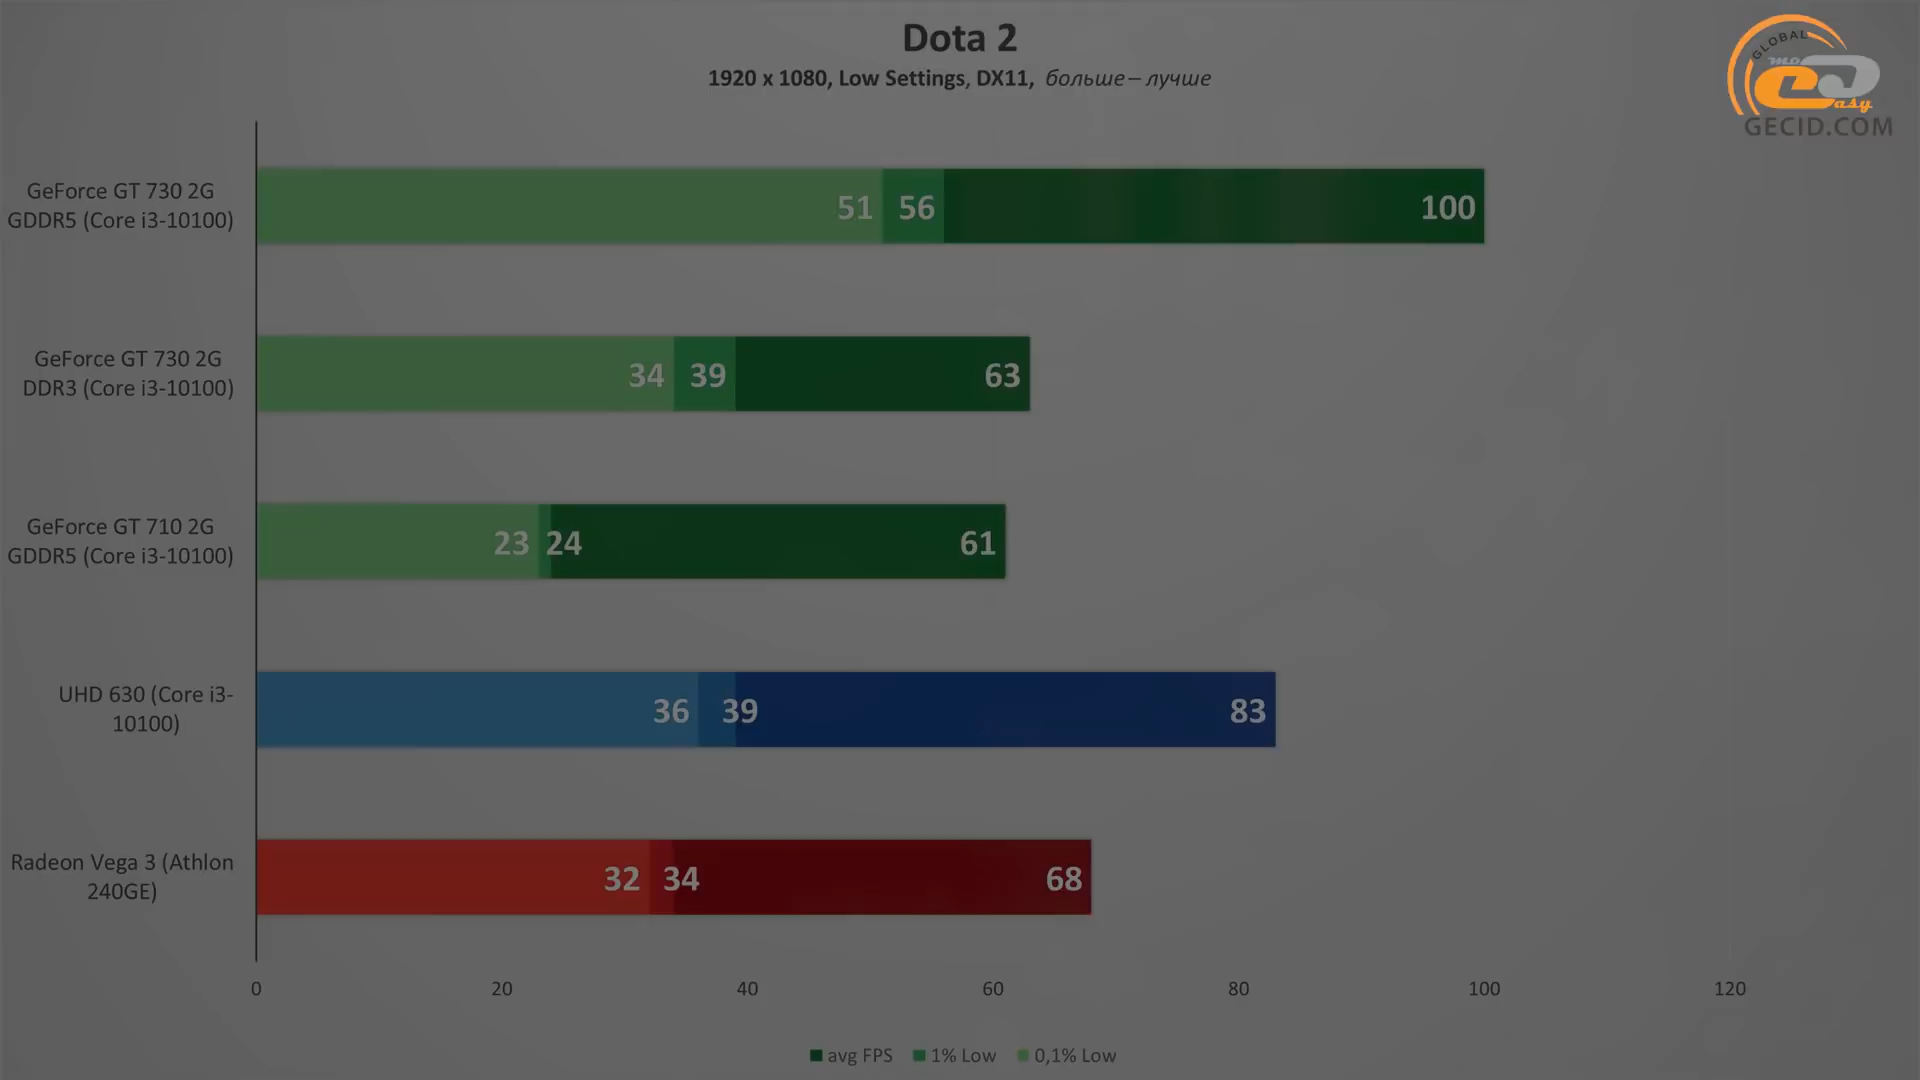 Dota 2
1920 x 1080, Low Settings, DX11, больше – лучше
GLOBAL
MO
easy
GECID.COM
GeForce GT 730 2G
GDDR5 (Core i3-10100)
51 56 100
GeForce GT 730 2G
DDR3 (Core i3-10100)
34 39 63
GeForce GT 710 2G
GDDR5 (Core i3-10100)
23 24 61
UHD 630 (Core i3-
10100)
36 39 83
Radeon Vega 3 (Athlon
240GE)
32 34 68
0 20 40 60 80 100 120
avg FPS 1% Low 0,1% Low